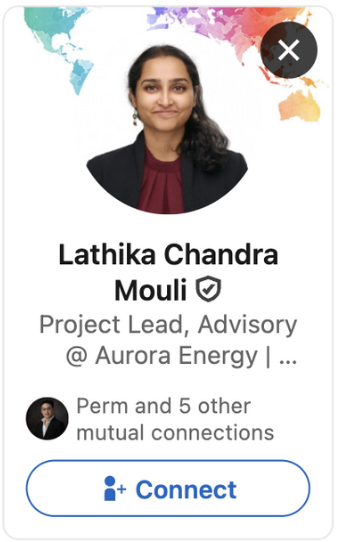 Lathika Chandra
Mouli
Project Lead, Advisory
@ Aurora Energy | ...
Perm and 5 other
mutual connections
Connect